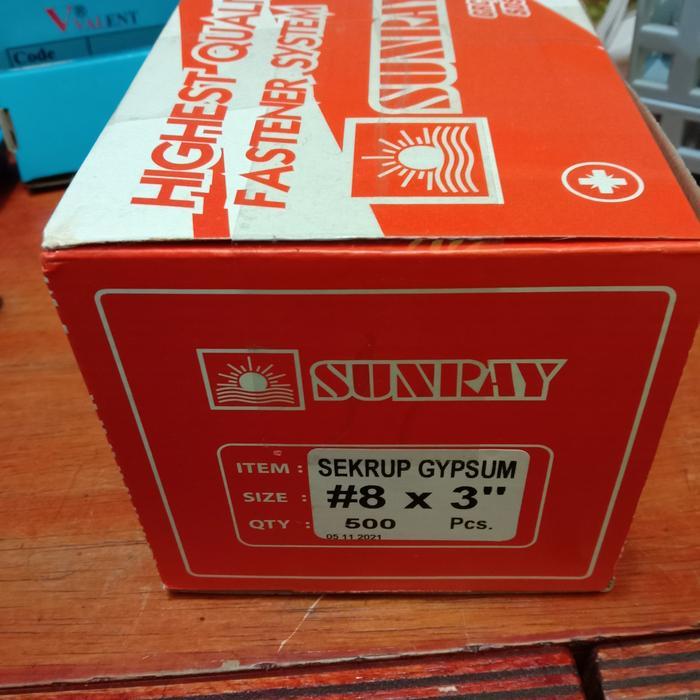 V® VALENT
Code
HIGHEST QUALI
FASTENER SYSTEM
SUNRAY
SUNRAY
ITEM : SEKRUP GYPSUM
SIZE : #8 x 3"
QTY : 500 Pcs.
05 11 2021